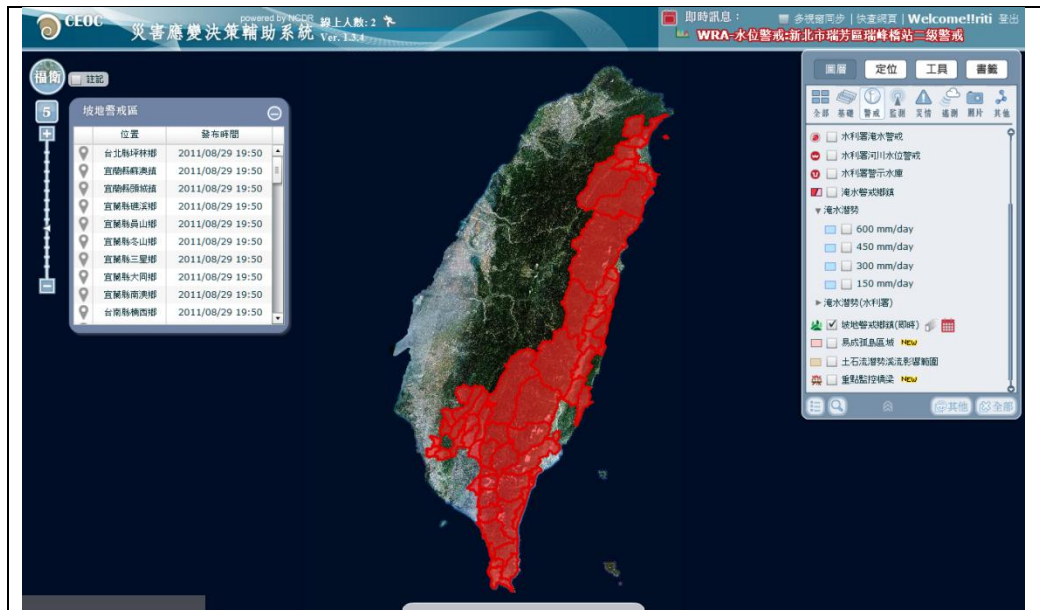 CEOC
災害應變決策輔助系統
powered by NCDR
Ver. 1.3.4
線上人數: 2
即時訊息：
多視窗同步 | 快查網頁 | Welcome!!riti 登出
WRA-水位警戒:新北市瑞芳區瑞峰橋站二級警戒
福衛
註記
5
坡地警戒區
位置 發布時間
台北縣坪林鄉 2011/08/29 19:50
宜蘭縣蘇澳鎮 2011/08/29 19:50
宜蘭縣頭城鎮 2011/08/29 19:50
宜蘭縣礁溪鄉 2011/08/29 19:50
宜蘭縣員山鄉 2011/08/29 19:50
宜蘭縣冬山鄉 2011/08/29 19:50
宜蘭縣三星鄉 2011/08/29 19:50
宜蘭縣大同鄉 2011/08/29 19:50
宜蘭縣南澳鄉 2011/08/29 19:50
台南縣楠西鄉 2011/08/29 19:50
圖層 定位 工具 書籤
全部 基礎 警戒 監測 災情 遙測 照片 其他
水利署淹水警戒
水利署河川水位警戒
水利署警示水庫
淹水警戒鄉鎮
淹水潛勢
600 mm/day
450 mm/day
300 mm/day
150 mm/day
淹水潛勢(水利署)
坡地警戒鄉鎮(即時)
易成孤島區域 NEW
土石流潛勢溪流影響範圍
重點監控橋梁 NEW
其他 全部